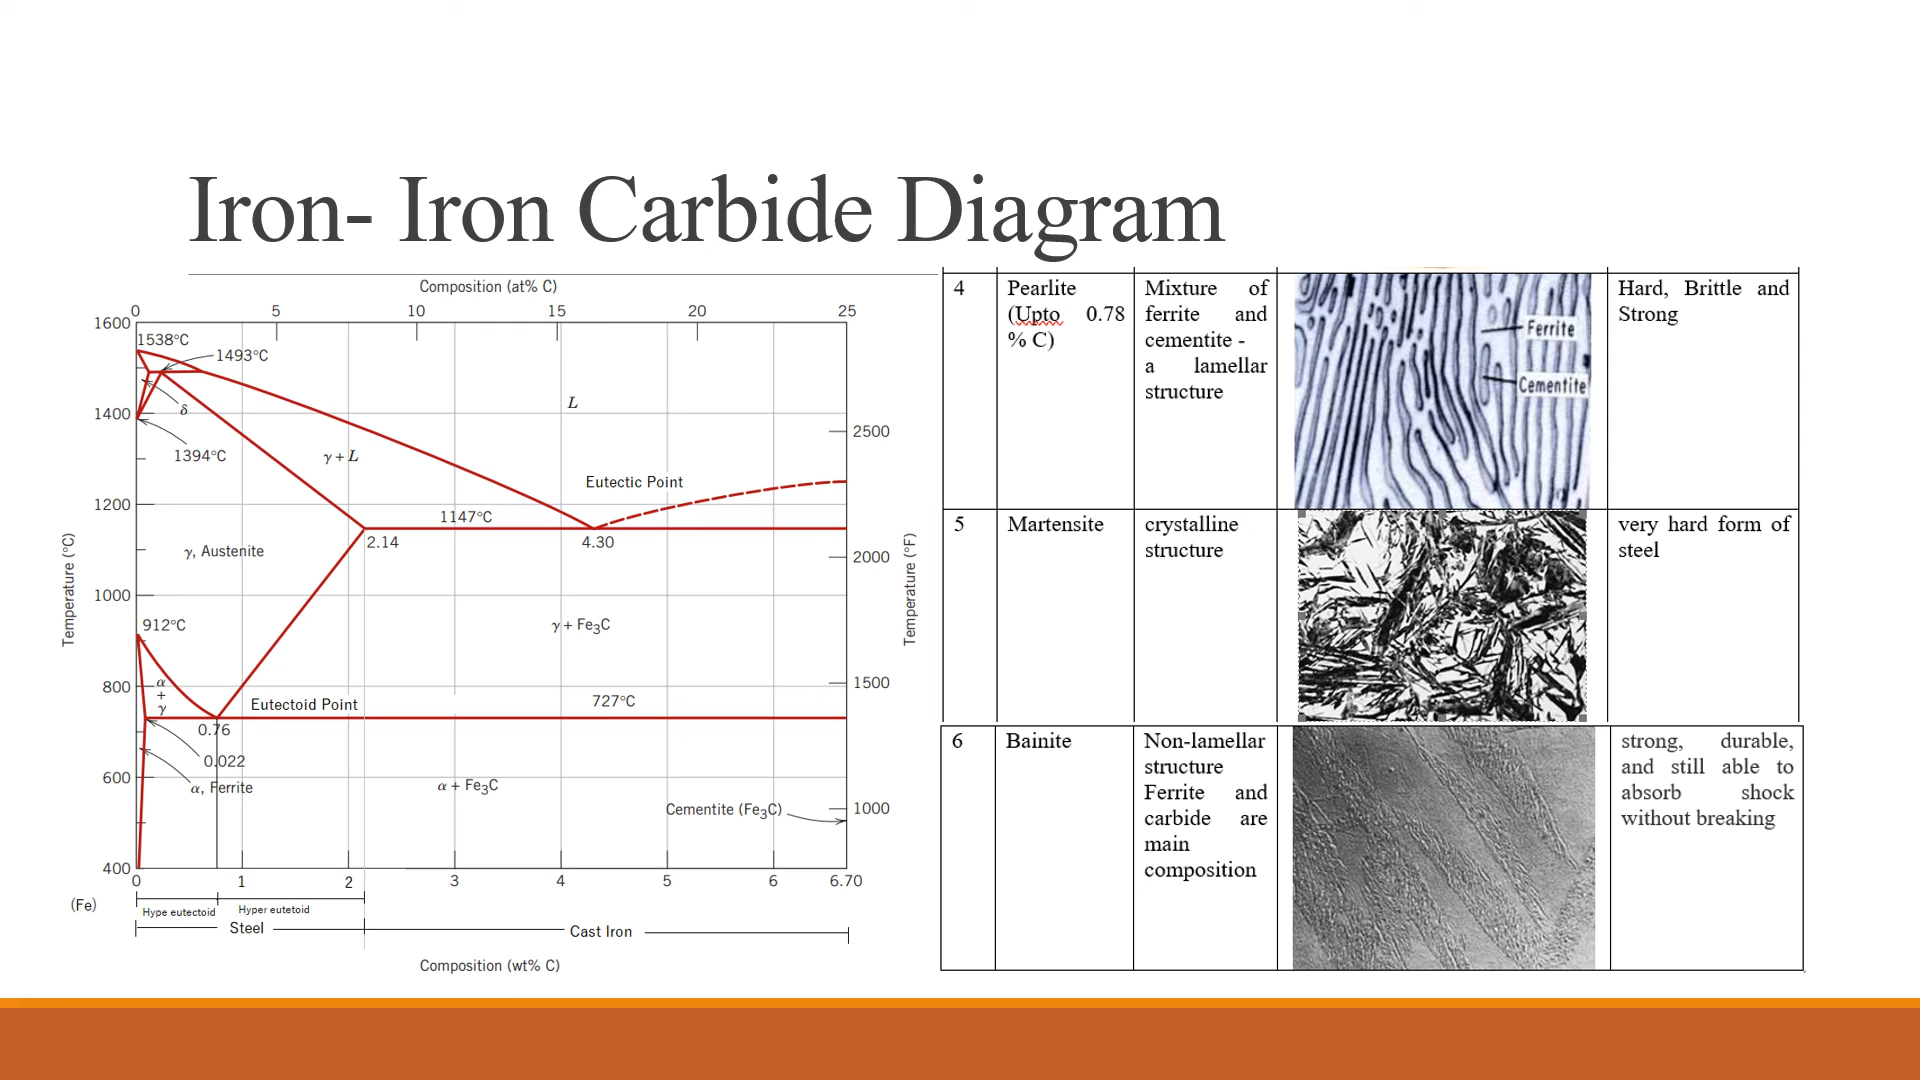 Iron- Iron Carbide Diagram
Composition (at% C)
0 5 10 15 20 25
1600
1538°C
1493°C
δ
L
1400
2500
1394°C
γ + L
Eutectic Point
1200
1147°C
2.14
4.30
γ, Austenite
2000
Temperature (°C)
Temperature (°F)
1000
912°C
γ + Fe3C
α
+
γ
800
1500
Eutectoid Point
727°C
0.76
0.022
600
α, Ferrite
α + Fe3C
Cementite (Fe3C)
1000
400
0 1 2 3 4 5 6 6.70
(Fe)
Hype eutectoid
Hyper eutetoid
Steel
Cast Iron
Composition (wt% C)
4
Pearlite
(Upto 0.78
% C)
Mixture of
ferrite and
cementite -
a lamellar
structure
Ferrite
Cementite
Hard, Brittle and
Strong
5
Martensite
crystalline
structure
very hard form of
steel
6
Bainite
Non-lamellar
structure
Ferrite and
carbide are
main
composition
strong, durable,
and still able to
absorb shock
without breaking